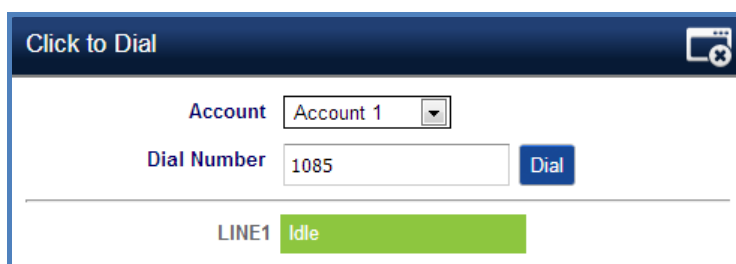 Click to Dial
Account Account 1
Dial Number 1085 Dial
LINE1 Idle